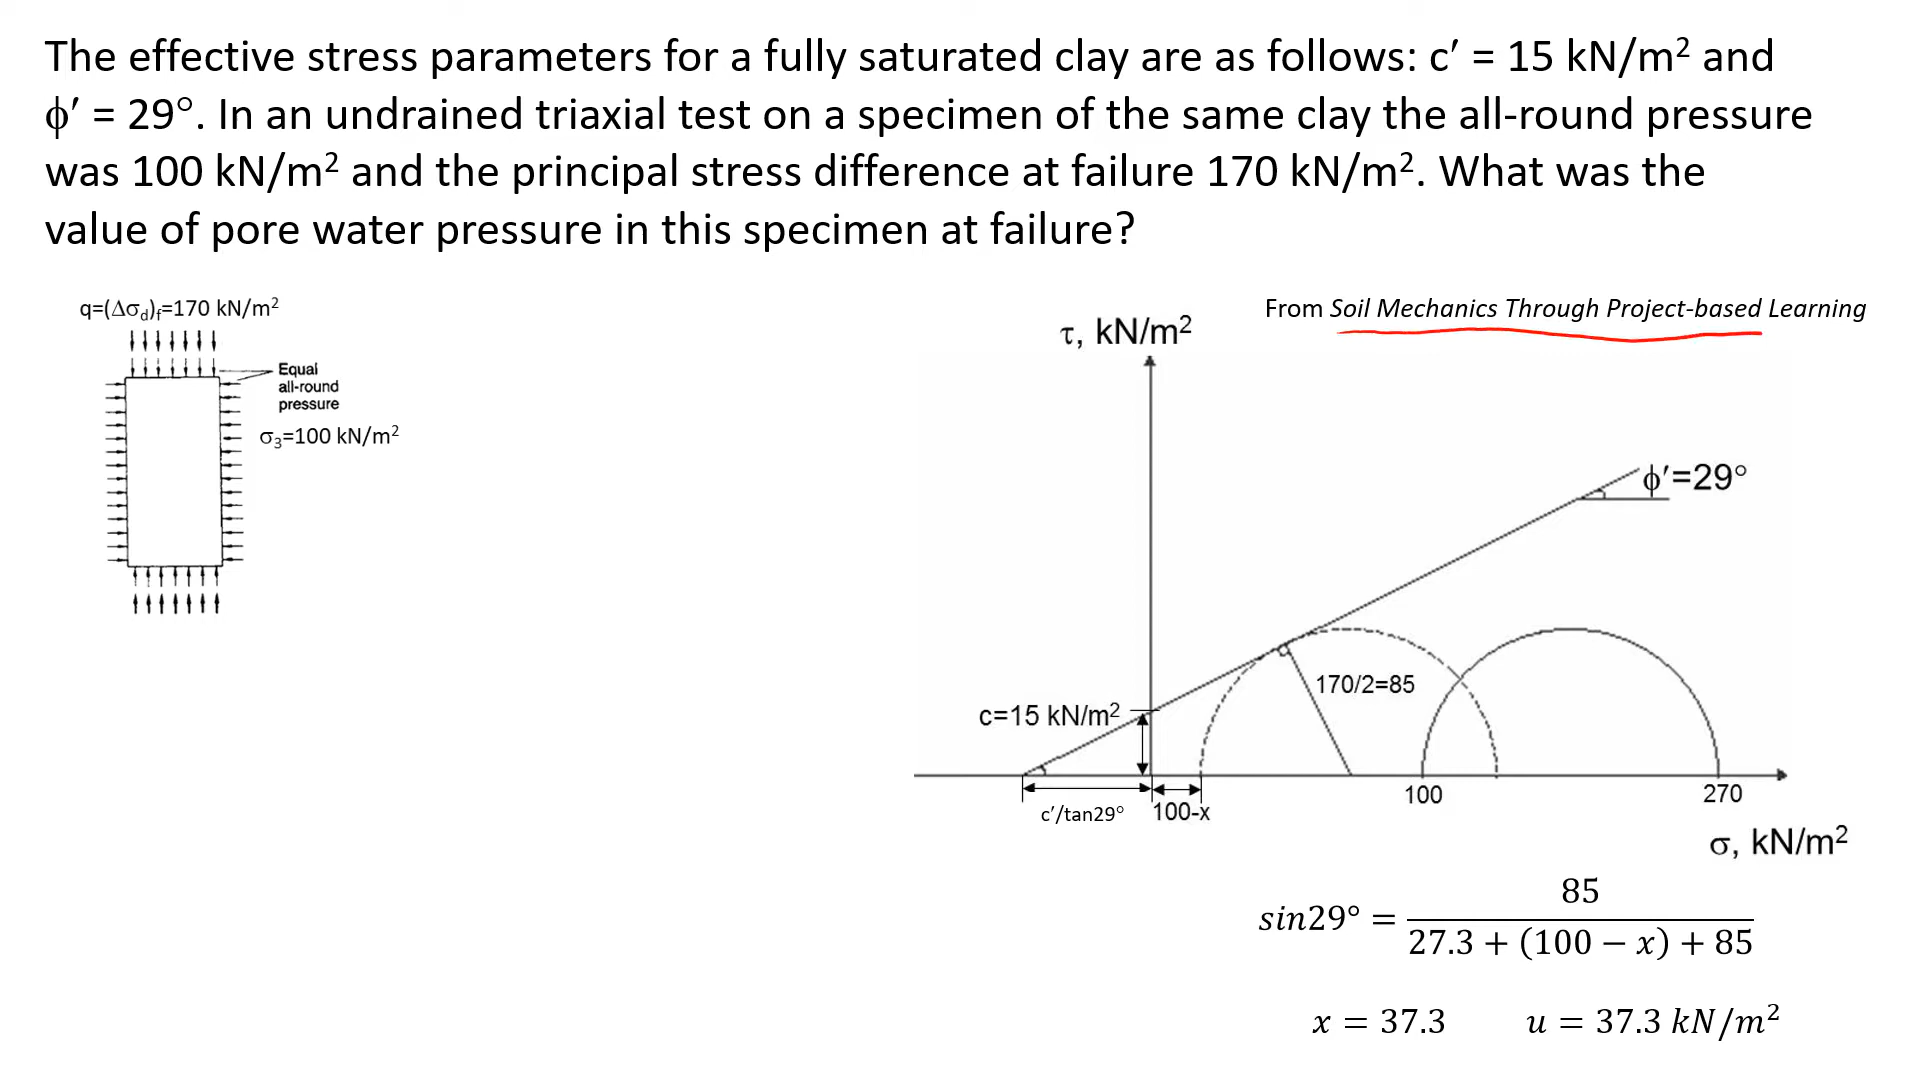 The effective stress parameters for a fully saturated clay are as follows: c′ = 15 kN/m² and
ϕ′ = 29°. In an undrained triaxial test on a specimen of the same clay the all-round pressure
was 100 kN/m² and the principal stress difference at failure 170 kN/m². What was the
value of pore water pressure in this specimen at failure?
q=(Δσd)f=170 kN/m²
Equal
all-round
pressure
σ₃=100 kN/m²
From Soil Mechanics Through Project-based Learning
τ, kN/m²
ϕ′=29°
170/2=85
c=15 kN/m²
c′/tan29°
100-x
100
270
σ, kN/m²
sin29° = 85 / (27.3 + (100 − x) + 85)
x = 37.3
u = 37.3 kN/m²